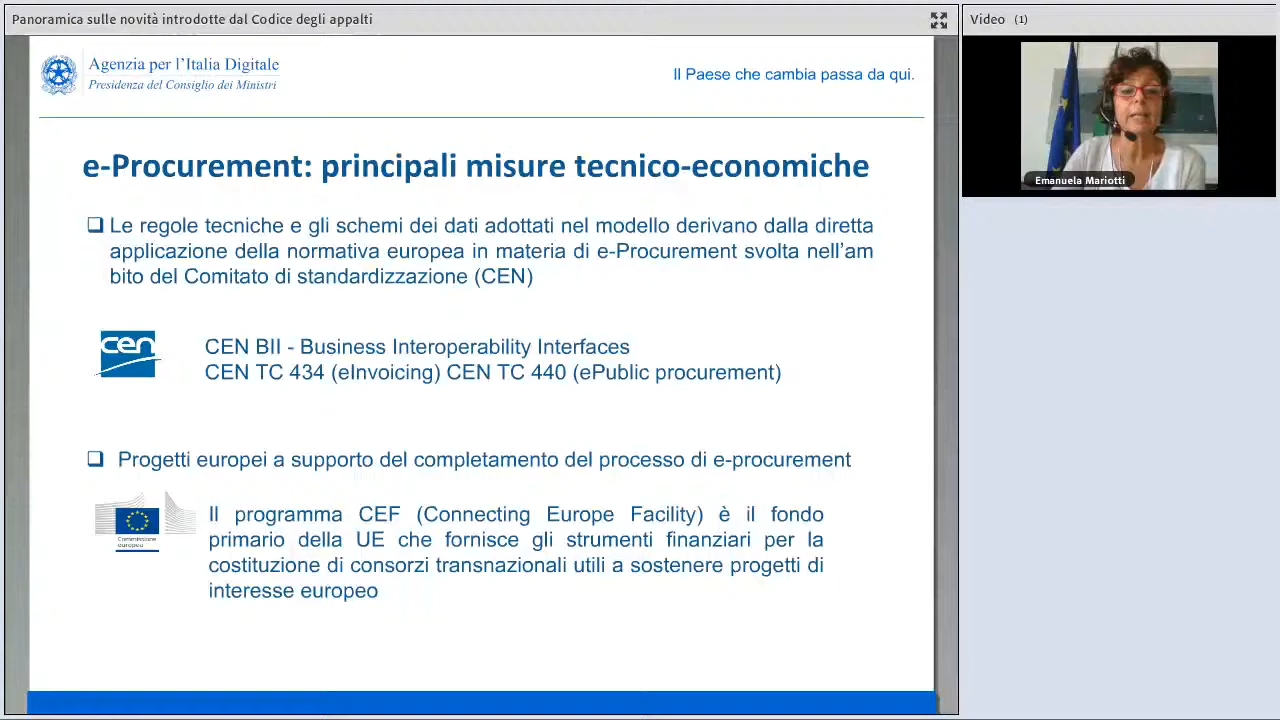 Panoramica sulle novità introdotte dal Codice degli appalti
Video (1)
Agenzia per l'Italia Digitale
Presidenza del Consiglio dei Ministri
Il Paese che cambia passa da qui.
Emanuela Mariotti
e-Procurement: principali misure tecnico-economiche
Le regole tecniche e gli schemi dei dati adottati nel modello derivano dalla diretta
applicazione della normativa europea in materia di e-Procurement svolta nell'am
bito del Comitato di standardizzazione (CEN)
cen
CEN BII - Business Interoperability Interfaces
CEN TC 434 (eInvoicing) CEN TC 440 (ePublic procurement)
Progetti europei a supporto del completamento del processo di e-procurement
Commissione
europea
Il programma CEF (Connecting Europe Facility) è il fondo
primario della UE che fornisce gli strumenti finanziari per la
costituzione di consorzi transnazionali utili a sostenere progetti di
interesse europeo